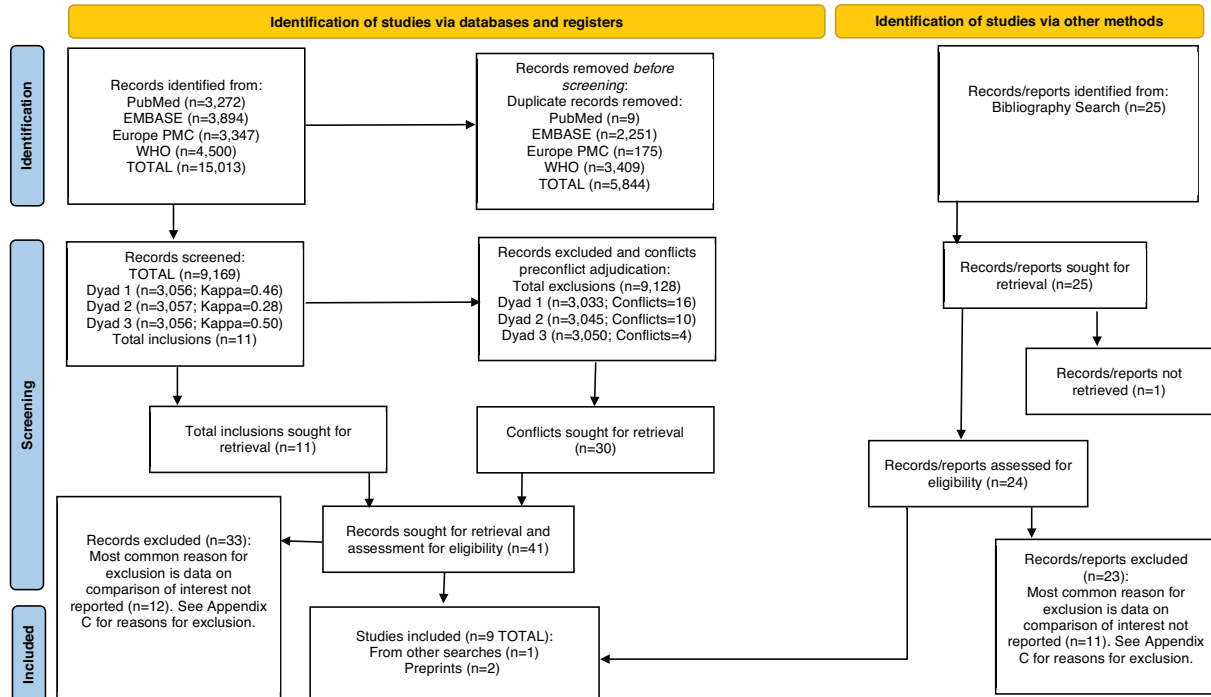 Identification of studies via databases and registers
Identification of studies via other methods
Identification
Records identified from:
PubMed (n=3,272)
EMBASE (n=3,894)
Europe PMC (n=3,347)
WHO (n=4,500)
TOTAL (n=15,013)
Records removed before
screening:
Duplicate records removed:
PubMed (n=9)
EMBASE (n=2,251)
Europe PMC (n=175)
WHO (n=3,409)
TOTAL (n=5,844)
Records/reports identified from:
Bibliography Search (n=25)
Screening
Records screened:
TOTAL (n=9,169)
Dyad 1 (n=3,056; Kappa=0.46)
Dyad 2 (n=3,057; Kappa=0.28)
Dyad 3 (n=3,056; Kappa=0.50)
Total inclusions (n=11)
Records excluded and conflicts
preconflict adjudication:
Total exclusions (n=9,128)
Dyad 1 (n=3,033; Conflicts=16)
Dyad 2 (n=3,045; Conflicts=10)
Dyad 3 (n=3,050; Conflicts=4)
Records/reports sought for
retrieval (n=25)
Records/reports not
retrieved (n=1)
Total inclusions sought for
retrieval (n=11)
Conflicts sought for retrieval
(n=30)
Records/reports assessed for
eligibility (n=24)
Records sought for retrieval and
assessment for eligibility (n=41)
Records excluded (n=33):
Most common reason for
exclusion is data on
comparison of interest not
reported (n=12). See Appendix
C for reasons for exclusion.
Records/reports excluded
(n=23):
Most common reason for
exclusion is data on
comparison of interest not
reported (n=11). See Appendix
C for reasons for exclusion.
Included
Studies included (n=9 TOTAL):
From other searches (n=1)
Preprints (n=2)